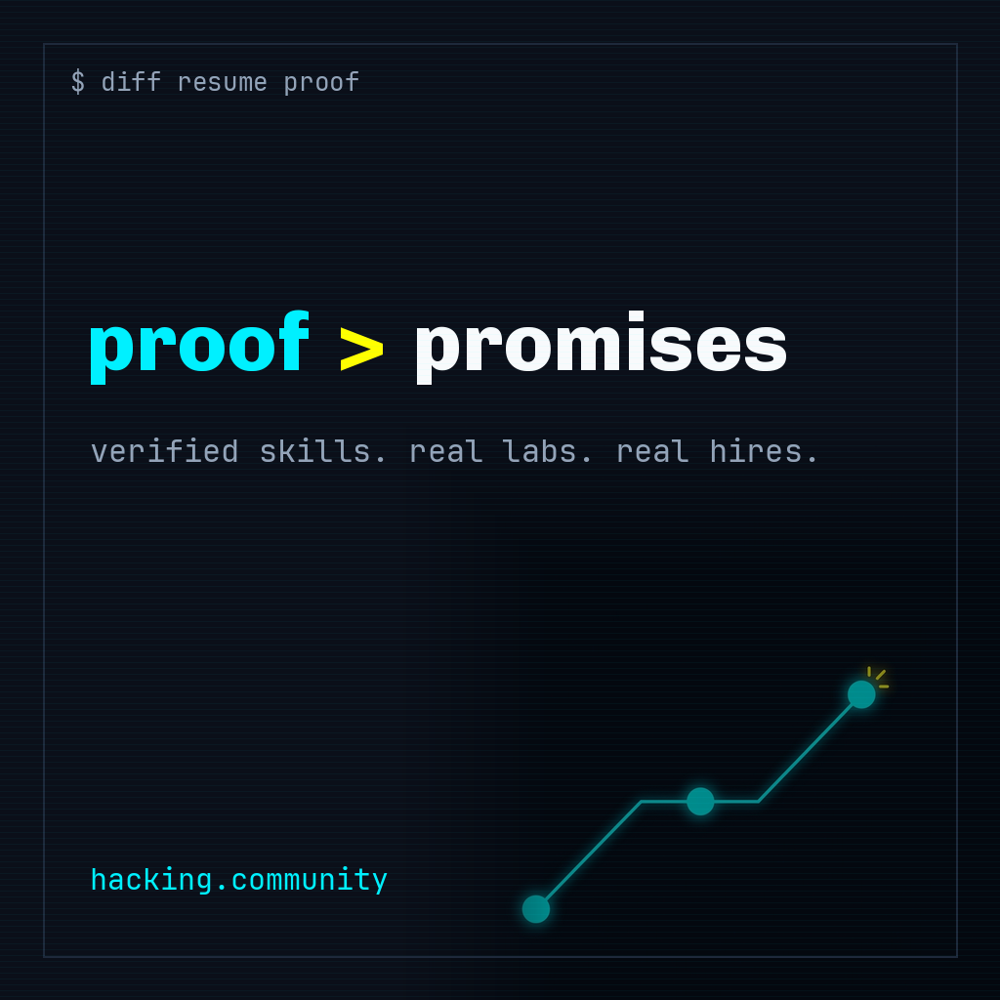 $ diff resume proof
proof > promises
verified skills. real labs. real hires.
hacking.community